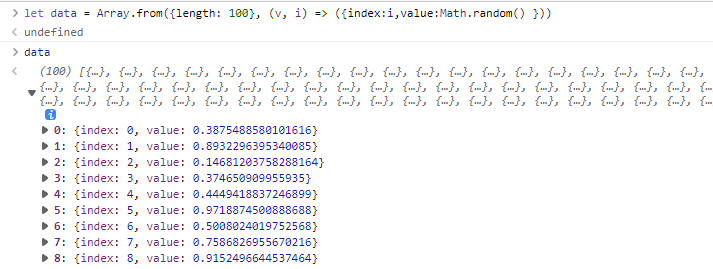 > let data = Array.from({length: 100}, (v, i) => ({index:i,value:Math.random() }))
< undefined
> data
< (100) [{…}, {…}, {…}, {…}, {…}, {…}, {…}, {…}, {…}, {…}, {…}, {…}, {…}, {…}, {…}, {…}, {…}, {…}, {…},
▼ {…}, {…}, {…}, {…}, {…}, {…}, {…}, {…}, {…}, {…}, {…}, {…}, {…}, {…}, {…}, {…}, {…}, {…}, {…}, {…}, {…
{…}, {…}, {…}, {…}, {…}, {…}, {…}, {…}, {…}, {…}, {…}, {…}, {…}, {…}, {…}, {…}, {…}, {…}, {…}, {…}, {…
i
▶ 0: {index: 0, value: 0.3875488580101616}
▶ 1: {index: 1, value: 0.8932296395340085}
▶ 2: {index: 2, value: 0.14681203758288164}
▶ 3: {index: 3, value: 0.374650909955935}
▶ 4: {index: 4, value: 0.4449418837246899}
▶ 5: {index: 5, value: 0.9718874500888688}
▶ 6: {index: 6, value: 0.5008024019752568}
▶ 7: {index: 7, value: 0.7586826955670216}
▶ 8: {index: 8, value: 0.9152496644537464}